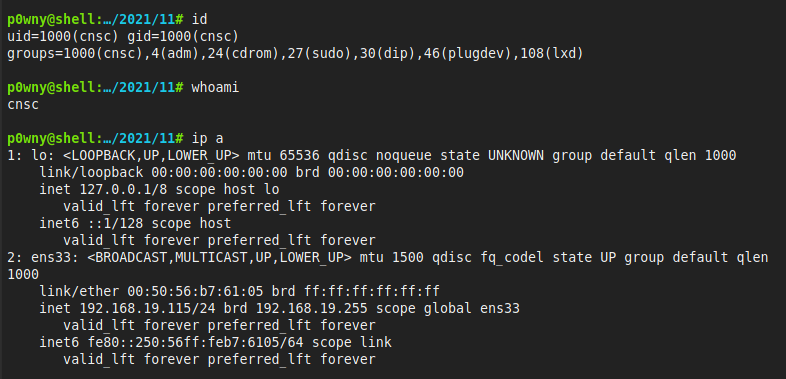 p0wny@shell:…/2021/11# id
uid=1000(cnsc) gid=1000(cnsc)
groups=1000(cnsc),4(adm),24(cdrom),27(sudo),30(dip),46(plugdev),108(lxd)
p0wny@shell:…/2021/11# whoami
cnsc
p0wny@shell:…/2021/11# ip a
1: lo: <LOOPBACK,UP,LOWER_UP> mtu 65536 qdisc noqueue state UNKNOWN group default qlen 1000
    link/loopback 00:00:00:00:00:00 brd 00:00:00:00:00:00
    inet 127.0.0.1/8 scope host lo
       valid_lft forever preferred_lft forever
    inet6 ::1/128 scope host
       valid_lft forever preferred_lft forever
2: ens33: <BROADCAST,MULTICAST,UP,LOWER_UP> mtu 1500 qdisc fq_codel state UP group default qlen
1000
    link/ether 00:50:56:b7:61:05 brd ff:ff:ff:ff:ff:ff
    inet 192.168.19.115/24 brd 192.168.19.255 scope global ens33
       valid_lft forever preferred_lft forever
    inet6 fe80::250:56ff:feb7:6105/64 scope link
       valid_lft forever preferred_lft forever